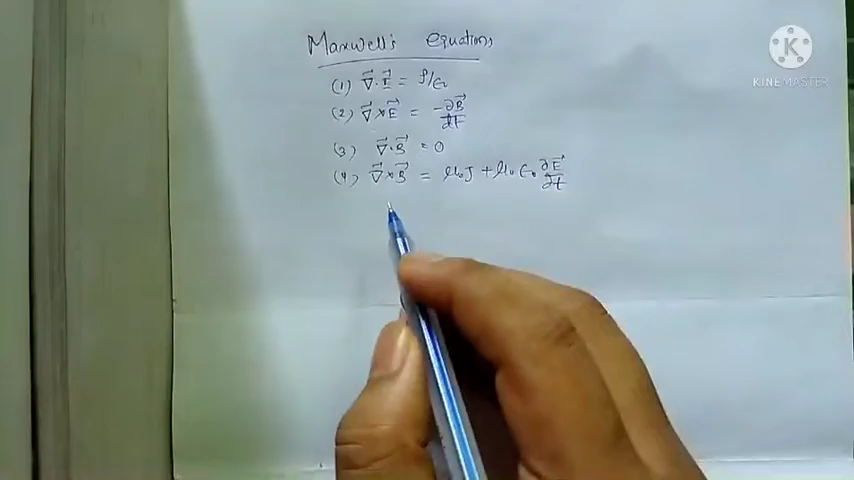 Maxwell's equations
(1) ∇⃗·E⃗ = ρ/ε₀
(2) ∇⃗×E⃗ = -∂B⃗/∂t
(3) ∇⃗·B⃗ = 0
(4) ∇⃗×B⃗ = μ₀J + μ₀ε₀ ∂E⃗/∂t
KINEMASTER